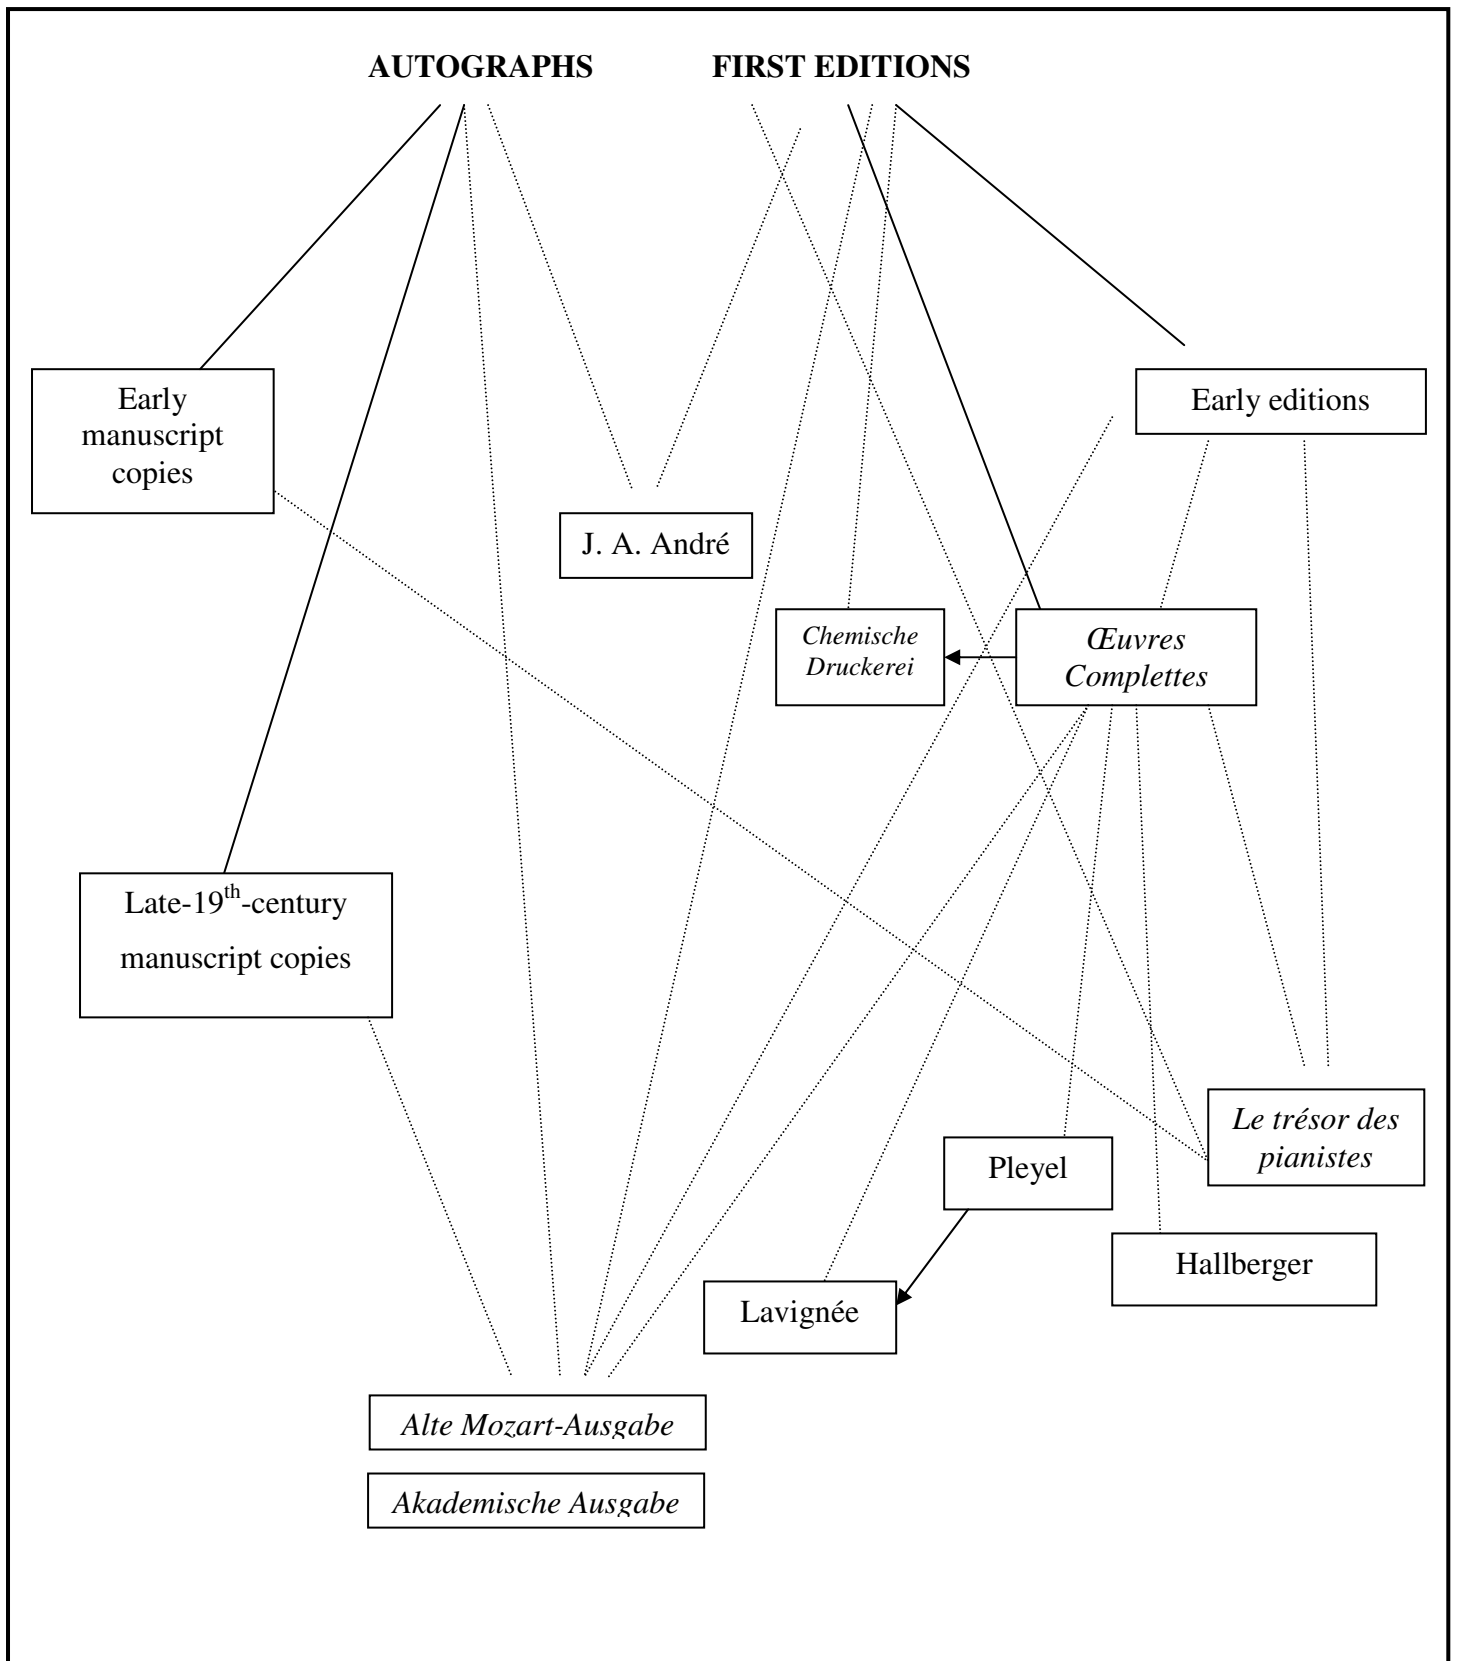 AUTOGRAPHS FIRST EDITIONS
Early
manuscript
copies
Early editions
J. A. André
Chemische
Druckerei
Œuvres
Complettes
Late-19th-century
manuscript copies
Le trésor des
pianistes
Pleyel
Hallberger
Lavignée
Alte Mozart-Ausgabe
Akademische Ausgabe